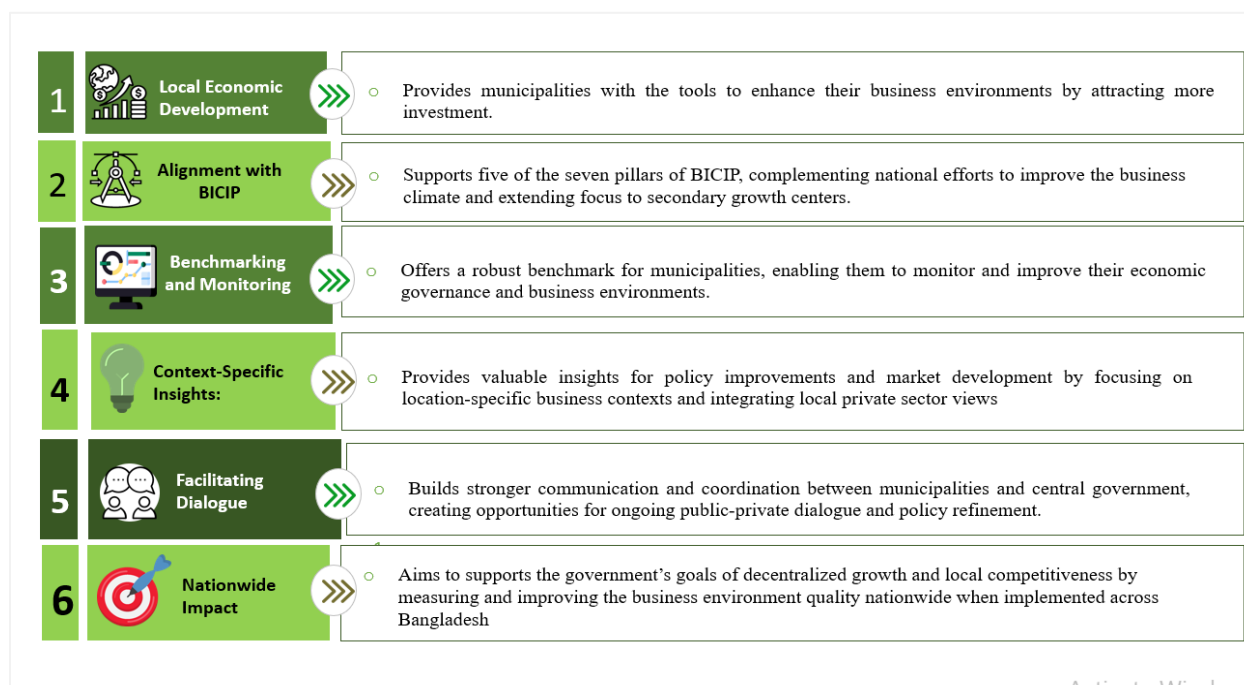 1
Local Economic
Development
Provides municipalities with the tools to enhance their business environments by attracting more
investment.
2
Alignment with
BICIP
Supports five of the seven pillars of BICIP, complementing national efforts to improve the business
climate and extending focus to secondary growth centers.
3
Benchmarking
and Monitoring
Offers a robust benchmark for municipalities, enabling them to monitor and improve their economic
governance and business environments.
4
Context-Specific
Insights:
Provides valuable insights for policy improvements and market development by focusing on
location-specific business contexts and integrating local private sector views
5
Facilitating
Dialogue
Builds stronger communication and coordination between municipalities and central government,
creating opportunities for ongoing public-private dialogue and policy refinement.
6
Nationwide
Impact
Aims to supports the government’s goals of decentralized growth and local competitiveness by
measuring and improving the business environment quality nationwide when implemented across
Bangladesh